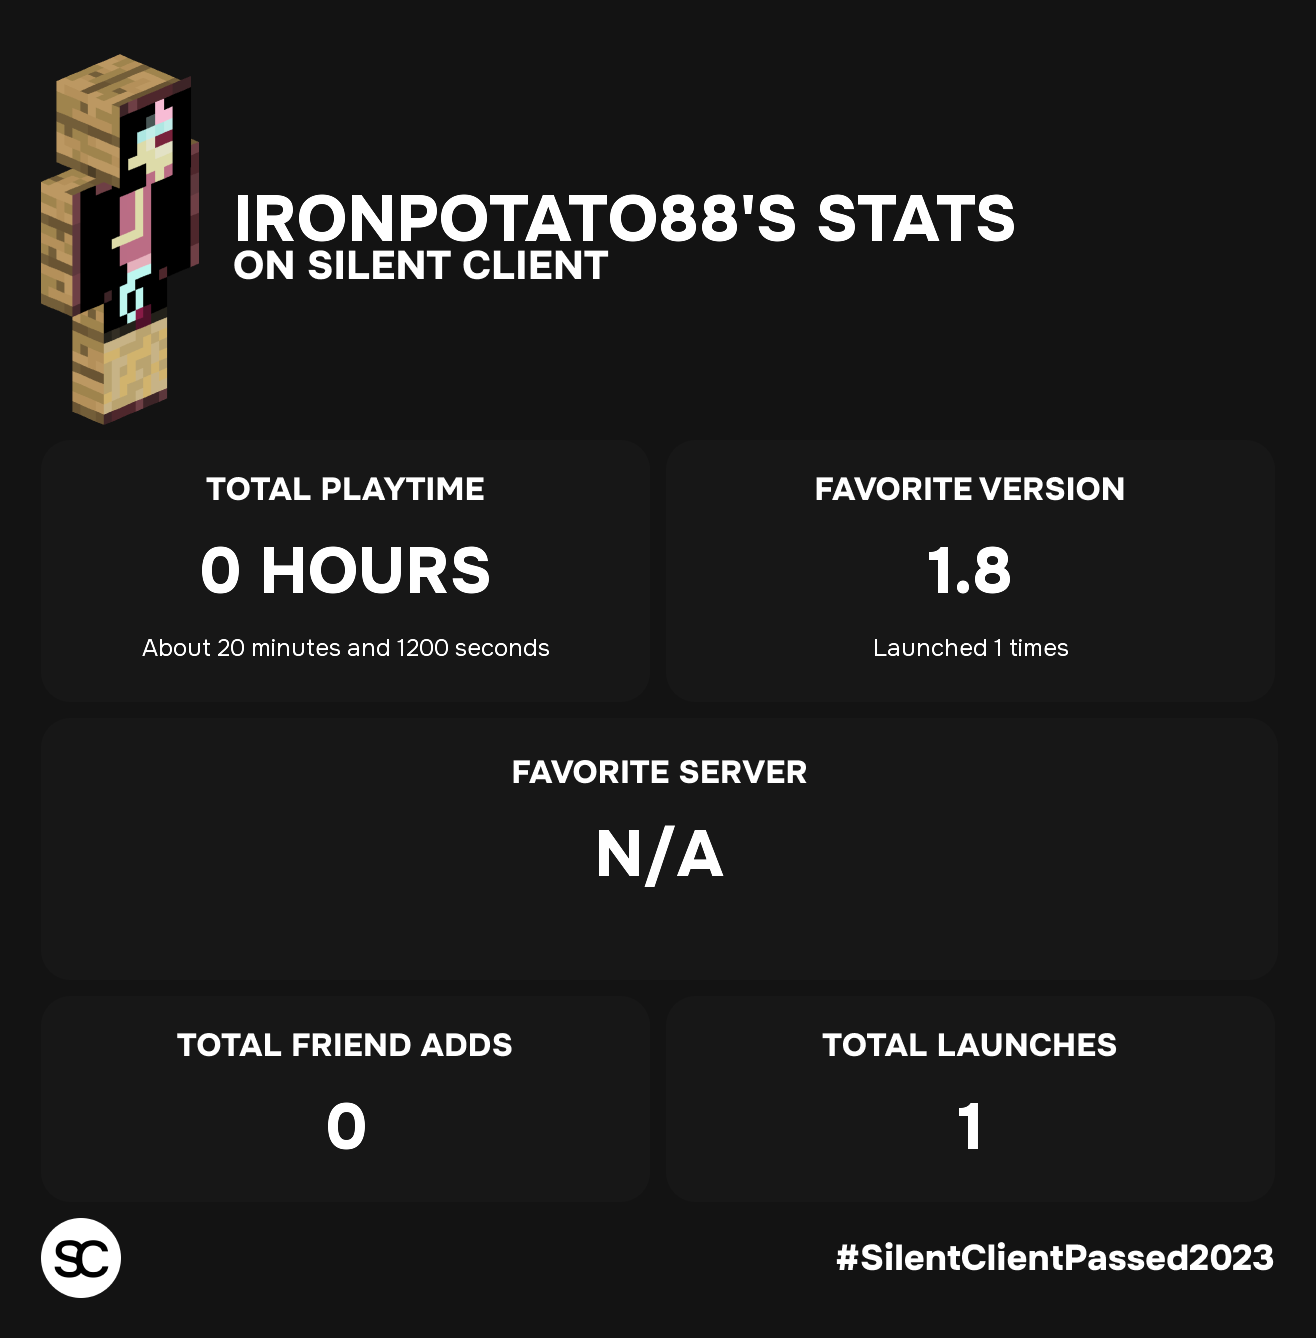 IRONPOTATO88'S STATS
ON SILENT CLIENT
TOTAL PLAYTIME
0 HOURS
About 20 minutes and 1200 seconds
FAVORITE VERSION
1.8
Launched 1 times
FAVORITE SERVER
N/A
TOTAL FRIEND ADDS
0
TOTAL LAUNCHES
1
SC
#SilentClientPassed2023